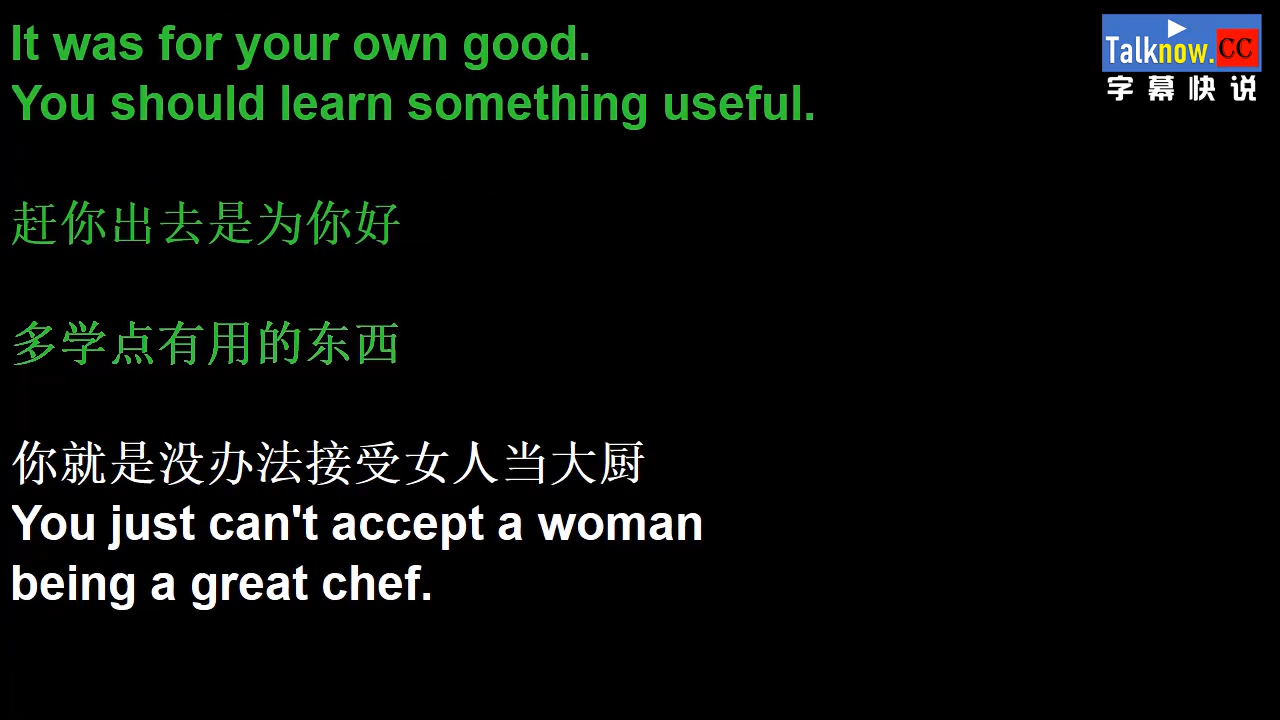 It was for your own good.
You should learn something useful.
赶你出去是为你好
多学点有用的东西
你就是没办法接受女人当大厨
You just can't accept a woman
being a great chef.
Talknow.CC
字幕快说